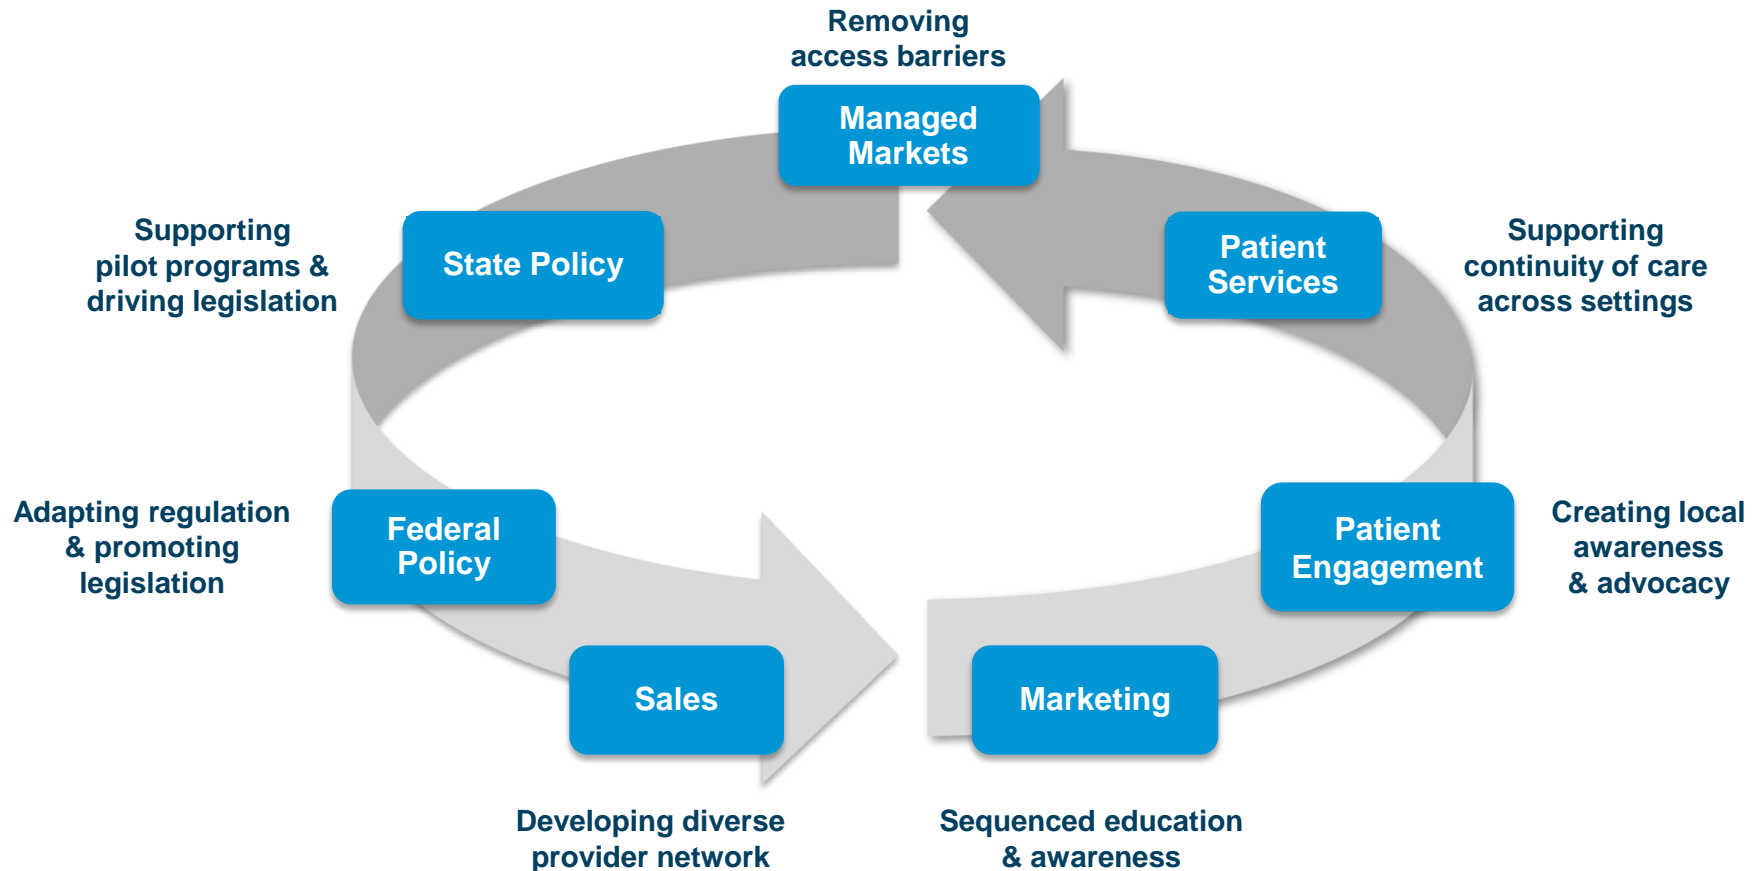 Removing
access barriers
Managed
Markets
Supporting
pilot programs &
driving legislation
State Policy
Patient
Services
Supporting
continuity of care
across settings
Adapting regulation
& promoting
legislation
Federal
Policy
Patient
Engagement
Creating local
awareness
& advocacy
Sales
Marketing
Developing diverse
provider network
Sequenced education
& awareness